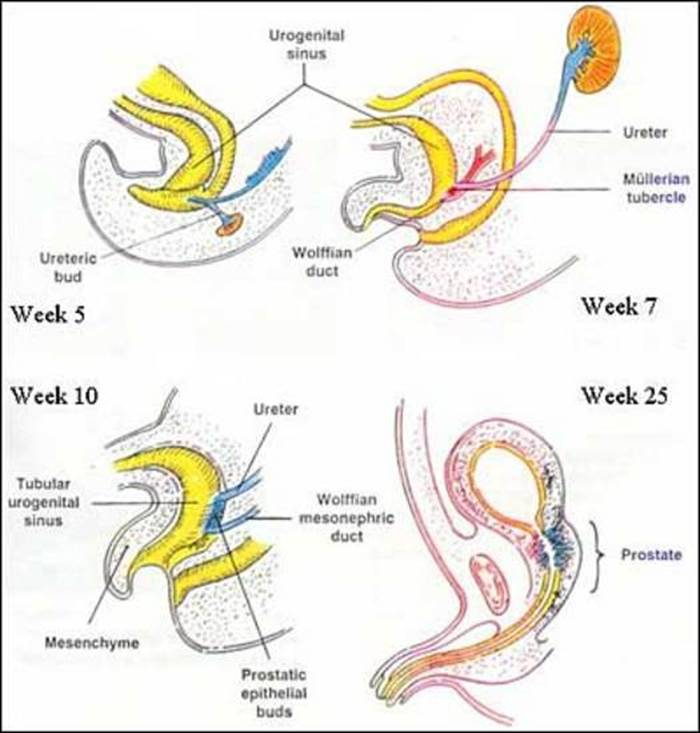 Urogenital
sinus
Ureter
Müllerian
tubercle
Ureteric
bud
Wolffian
duct
Week 5
Week 7
Week 10
Week 25
Ureter
Tubular
urogenital
sinus
Wolffian
mesonephric
duct
Prostate
Mesenchyme
Prostatic
epithelial
buds